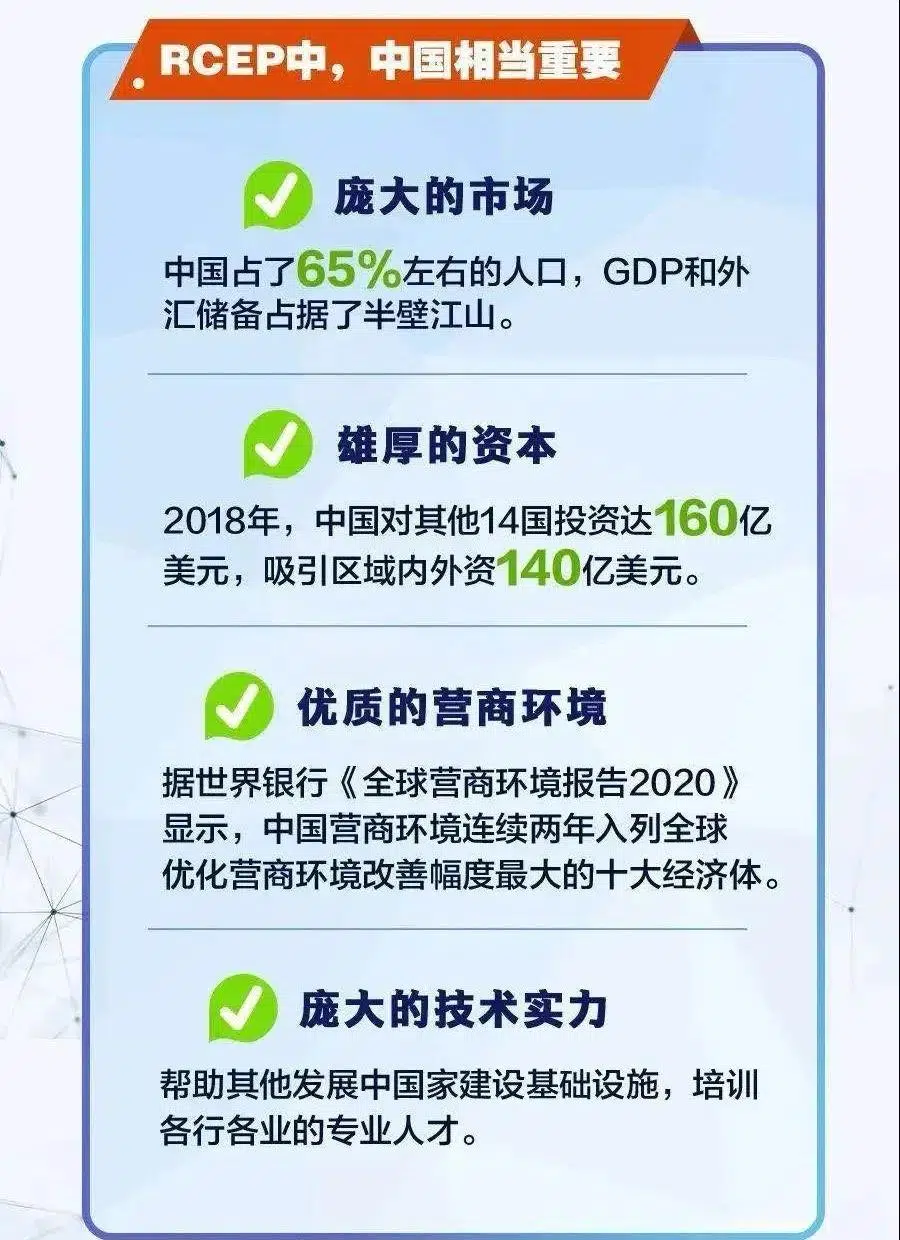 RCEP中，中国相当重要
庞大的市场
中国占了65%左右的人口，GDP和外
汇储备占据了半壁江山。
雄厚的资本
2018年，中国对其他14国投资达160亿
美元，吸引区域内外资140亿美元。
优质的营商环境
据世界银行《全球营商环境报告2020》
显示，中国营商环境连续两年入列全球
优化营商环境改善幅度最大的十大经济体。
庞大的技术实力
帮助其他发展中国家建设基础设施，培训
各行各业的专业人才。